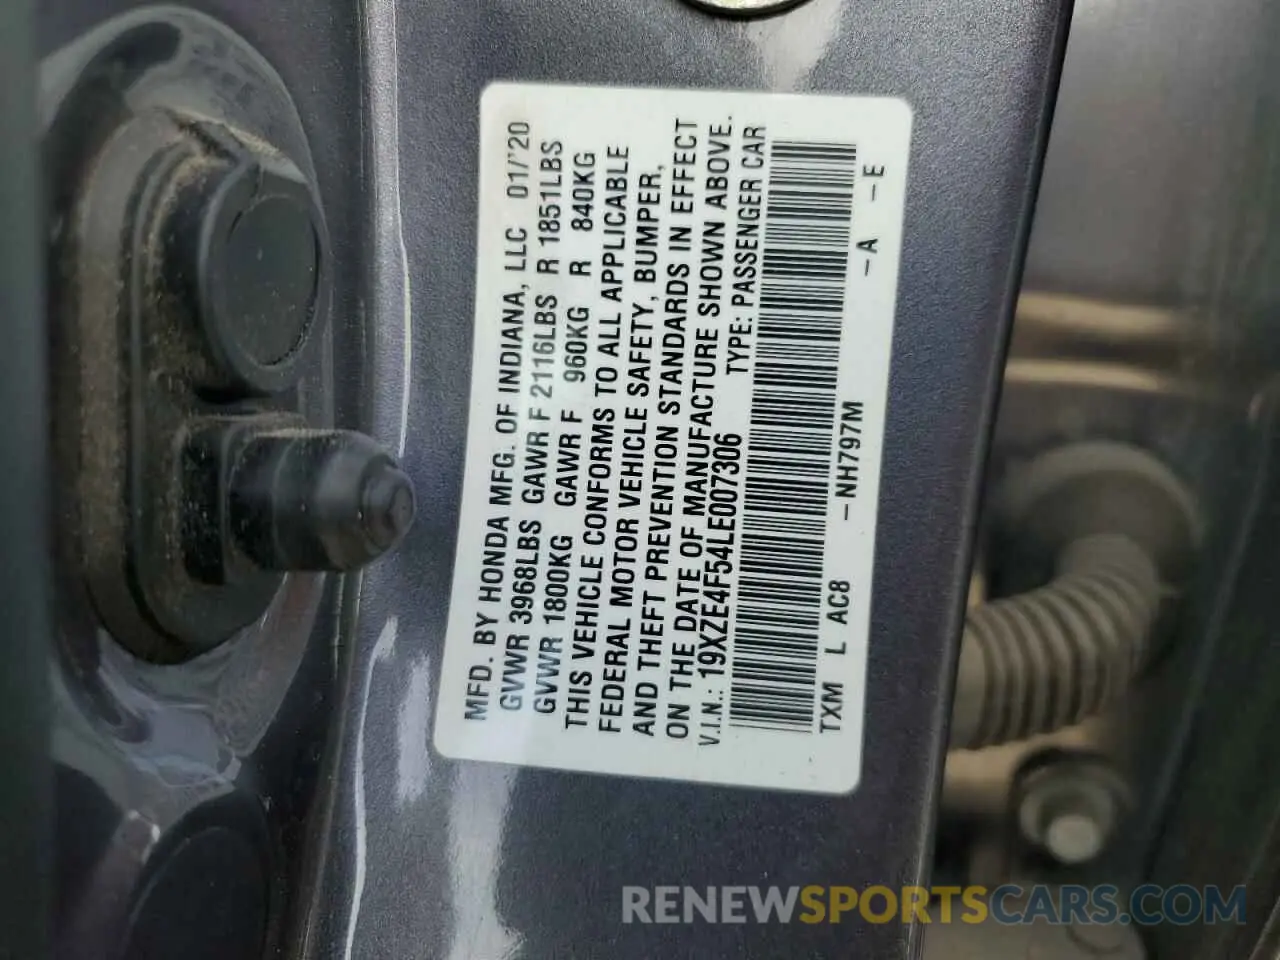 MFD. BY HONDA MFG. OF INDIANA, LLC 01/'20
GVWR 3968LBS GAWR F 2116LBS R 1851LBS
GVWR 1800KG GAWR F 960KG R 840KG
THIS VEHICLE CONFORMS TO ALL APPLICABLE
FEDERAL MOTOR VEHICLE SAFETY, BUMPER,
AND THEFT PREVENTION STANDARDS IN EFFECT
ON THE DATE OF MANUFACTURE SHOWN ABOVE.
V.I.N.: 19XZE4F54LE007306 TYPE: PASSENGER CAR
TXM L AC8 –NH797M –A –E
RENEWSPORTSCARS.COM